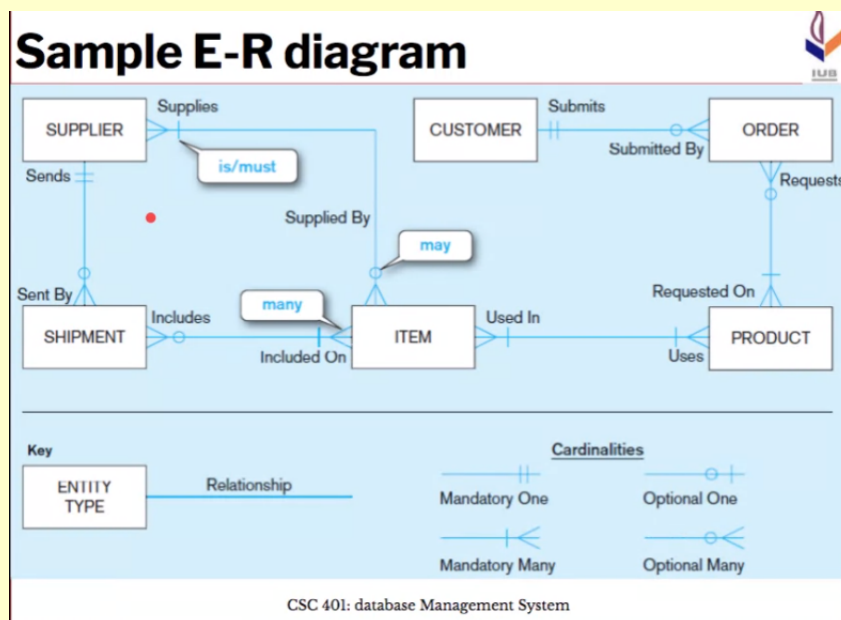 Sample E-R diagram
IUB
Supplies
Submits
SUPPLIER
CUSTOMER
ORDER
Submitted By
is/must
Sends
Requests
Supplied By
may
Sent By
many
Requested On
Includes
Used In
SHIPMENT
ITEM
PRODUCT
Included On
Uses
Key
Cardinalities
ENTITY
TYPE
Relationship
Mandatory One
Optional One
Mandatory Many
Optional Many
CSC 401: database Management System